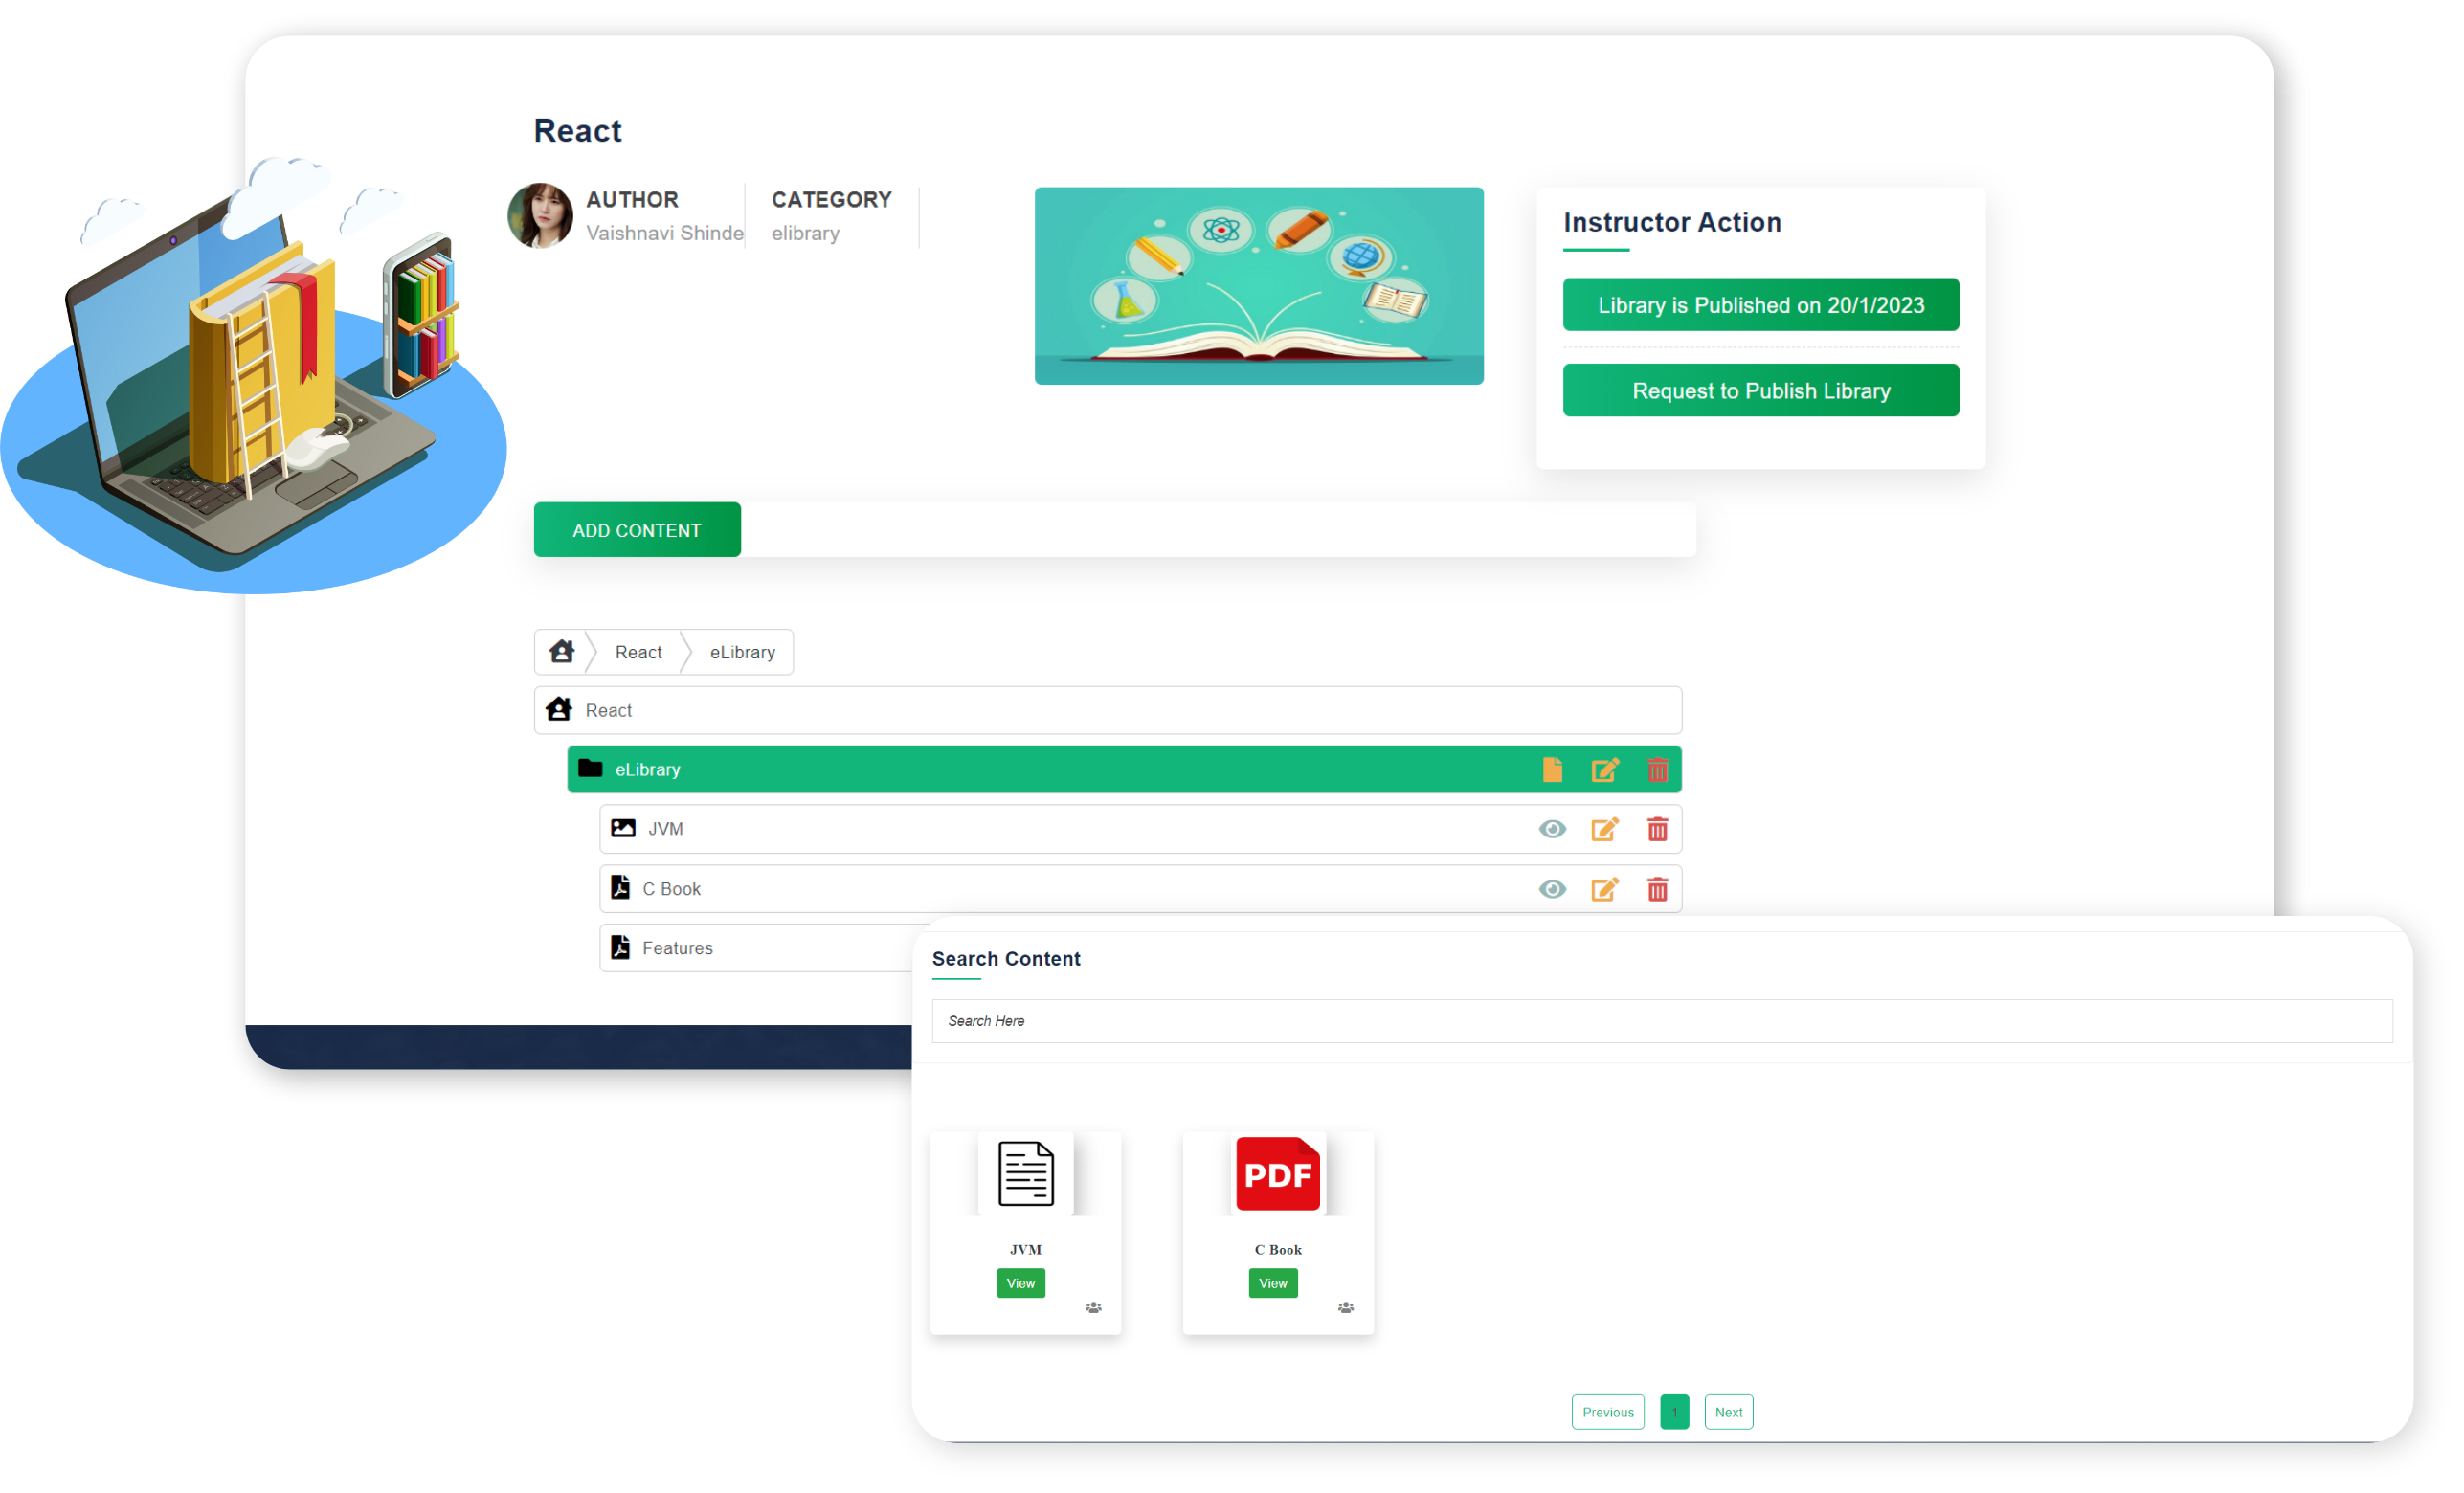 React
AUTHOR
Vaishnavi Shinde
CATEGORY
elibrary
Instructor Action
Library is Published on 20/1/2023
Request to Publish Library
ADD CONTENT
React
eLibrary
React
eLibrary
JVM
C Book
Features
Search Content
Search Here
PDF
JVM
C Book
View
View
Previous
1
Next